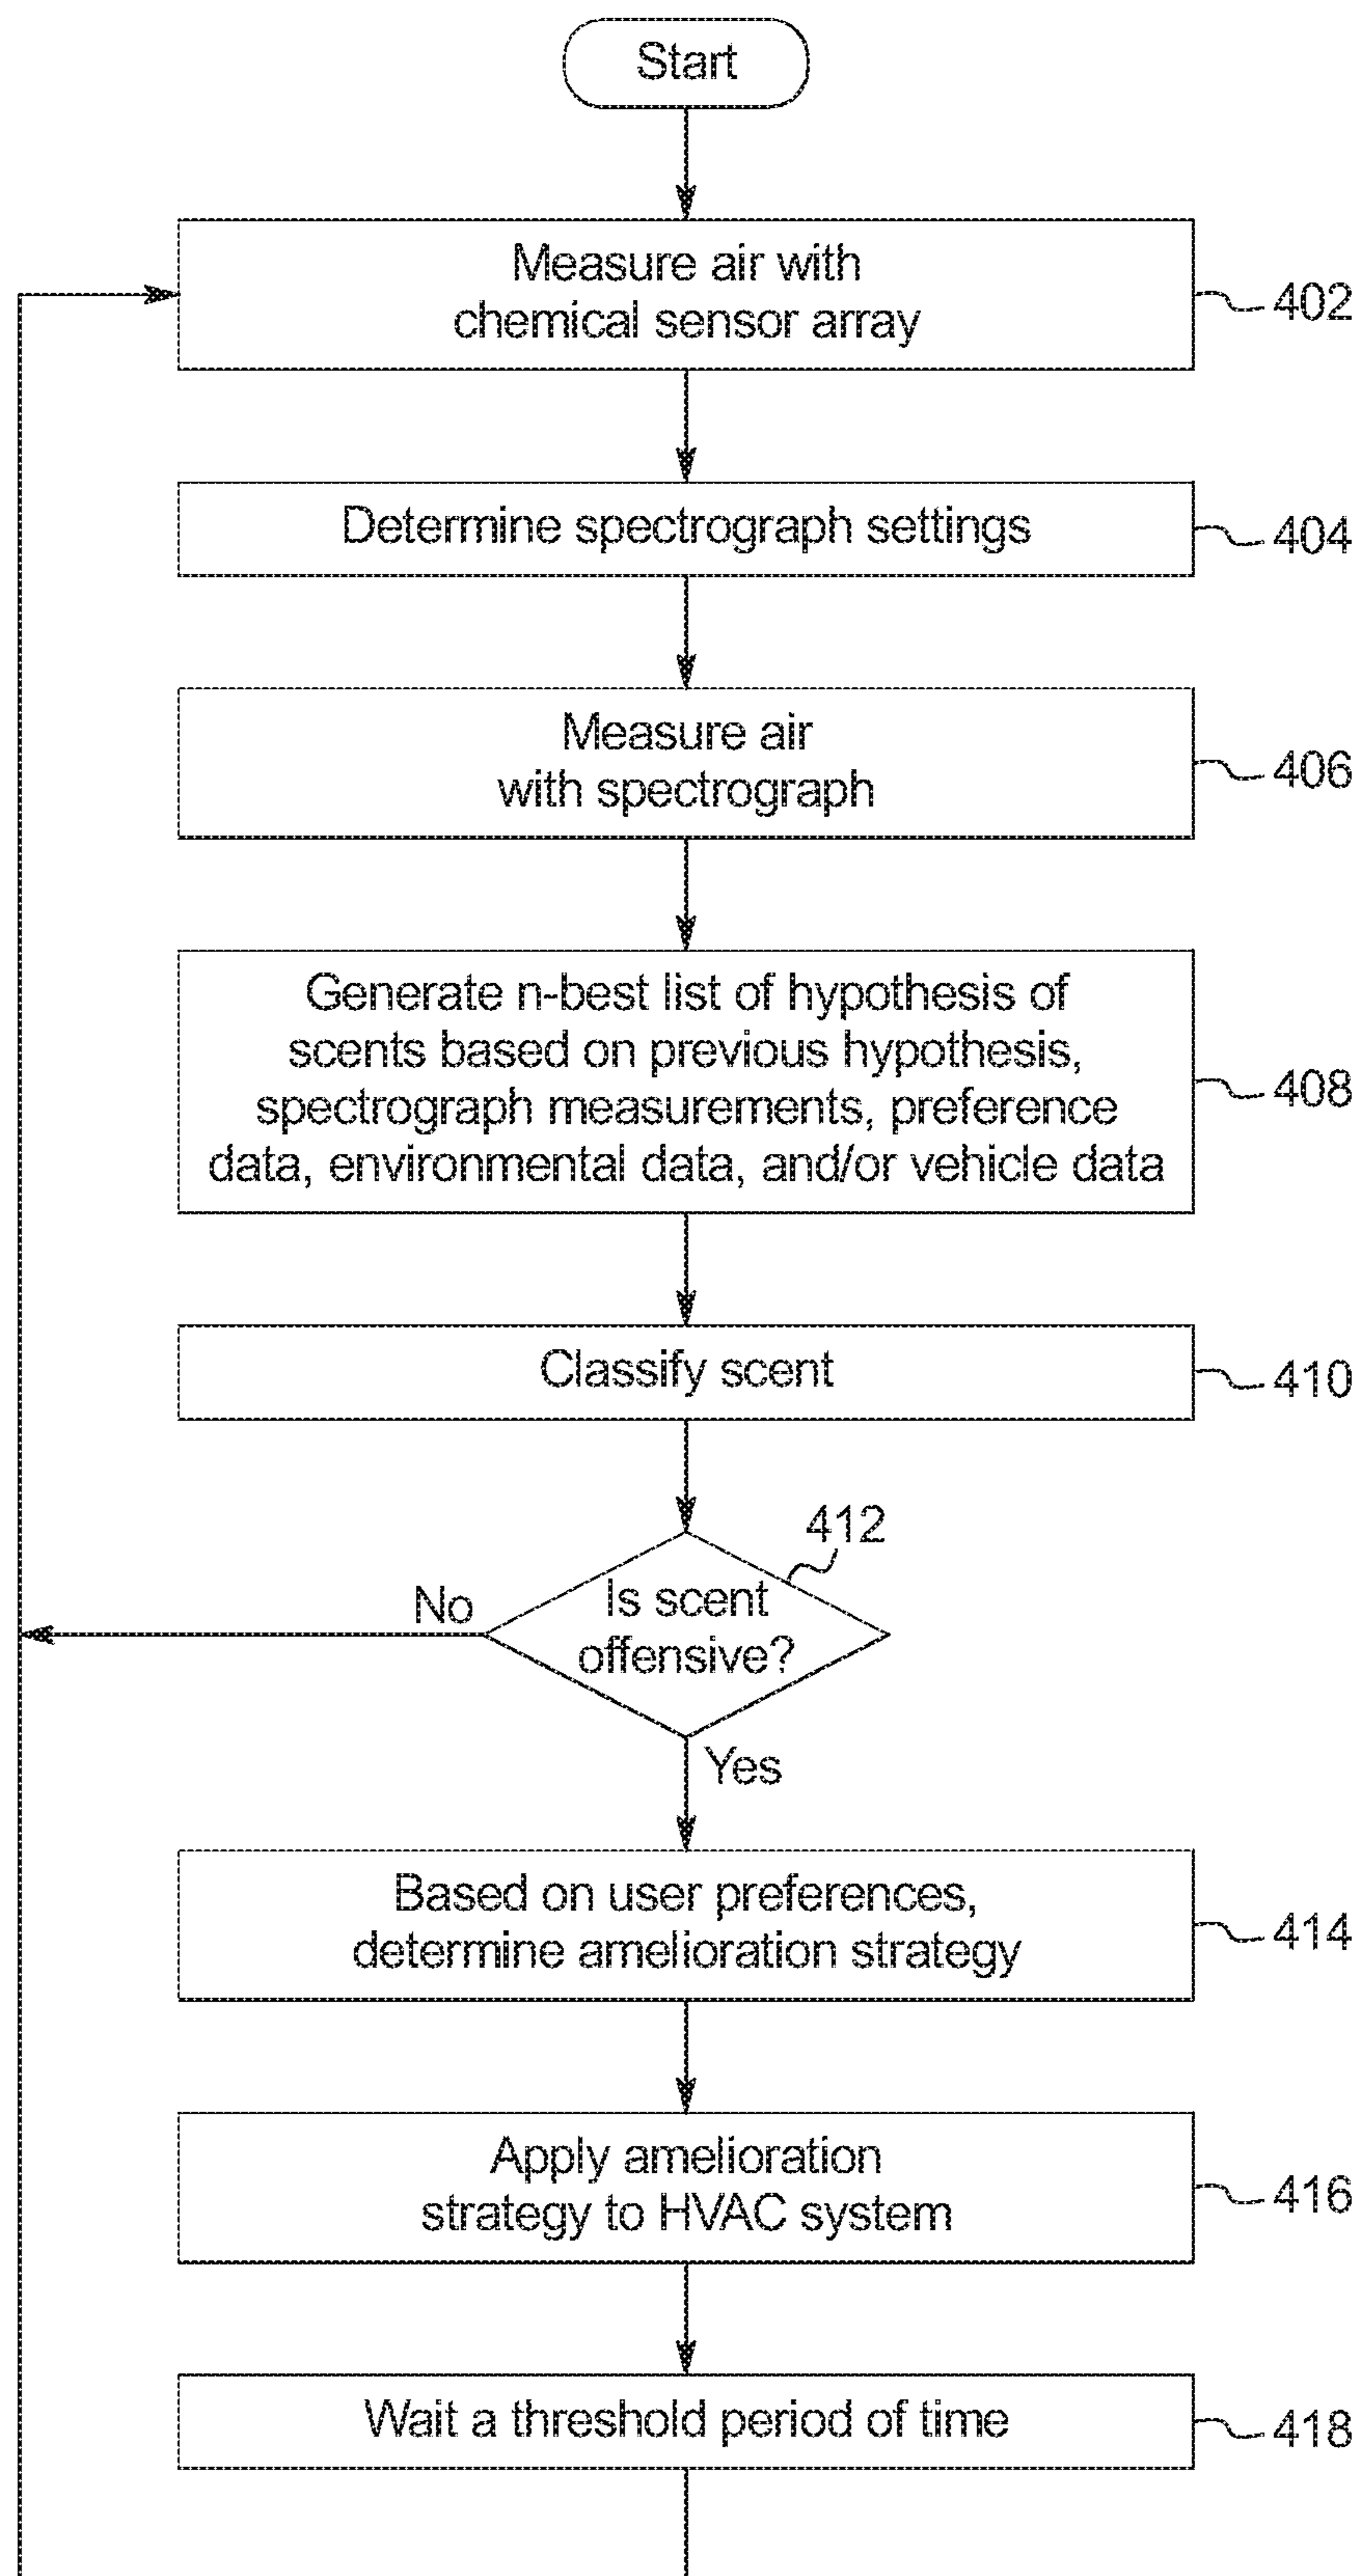 Start
Measure air with
chemical sensor array
402
Determine spectrograph settings
404
Measure air
with spectrograph
406
Generate n-best list of hypothesis of
scents based on previous hypothesis,
spectrograph measurements, preference
data, environmental data, and/or vehicle data
408
Classify scent
410
412
Is scent
offensive?
No
Yes
Based on user preferences,
determine amelioration strategy
414
Apply amelioration
strategy to HVAC system
416
Wait a threshold period of time
418